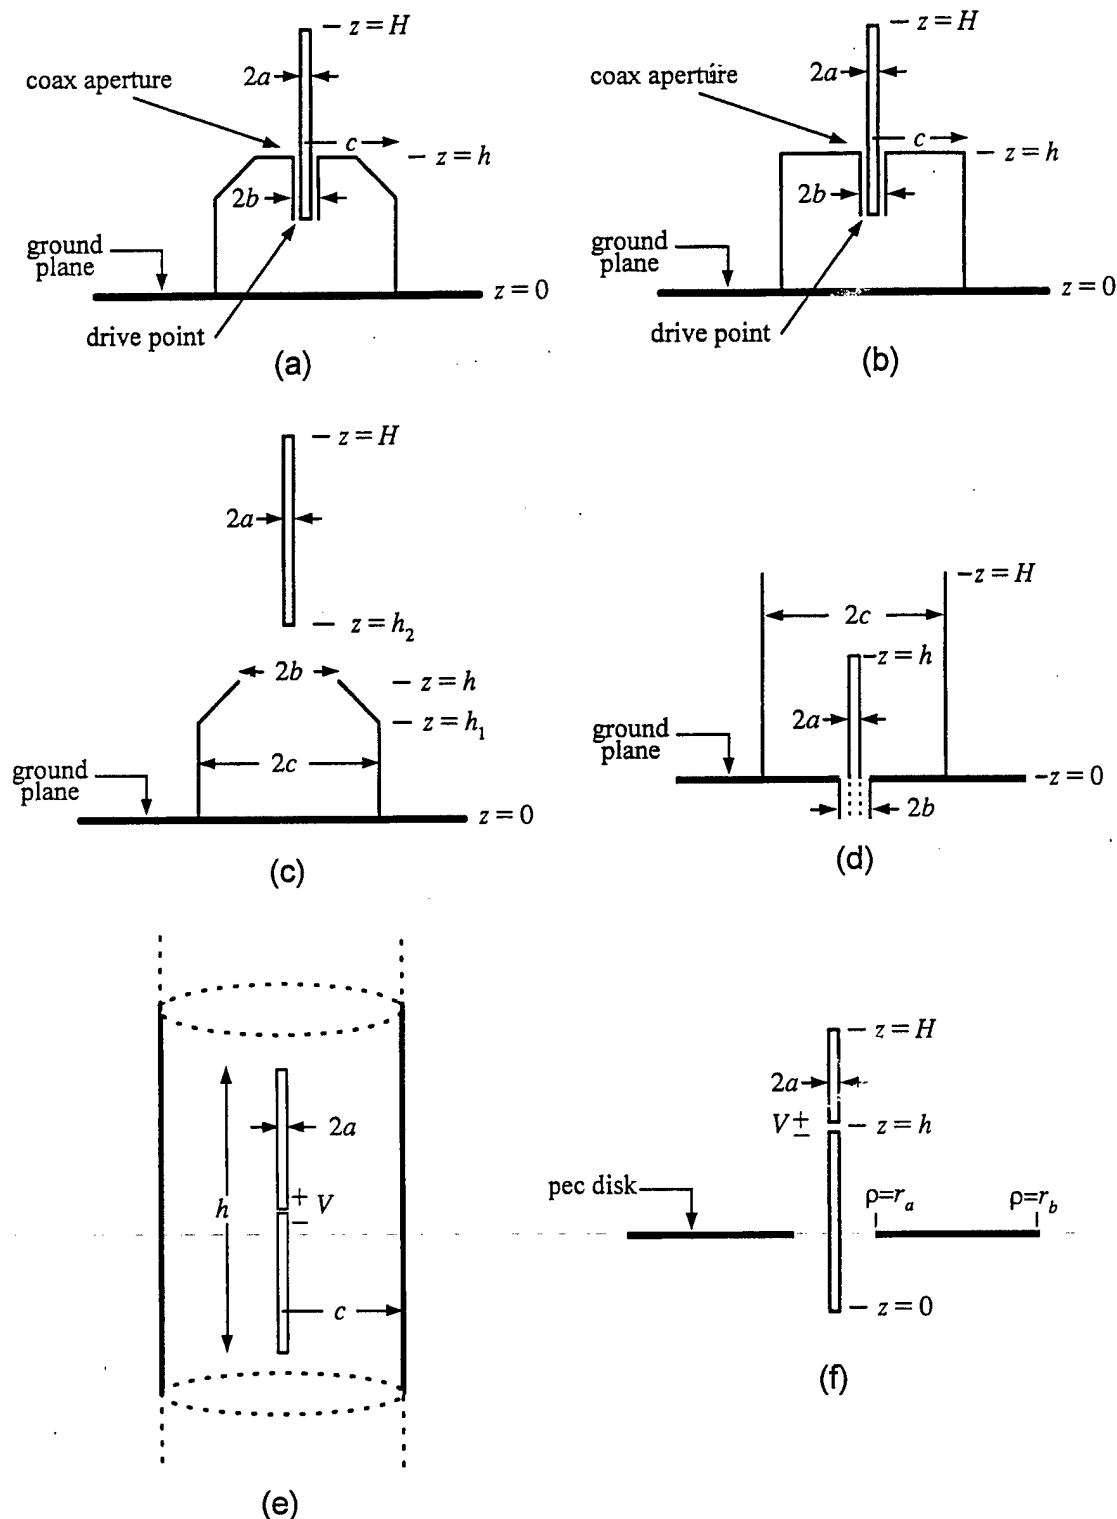 – z = H
2a
coax aperture
c
– z = h
2b
ground
plane
z = 0
drive point
(a)
– z = H
2a
coax aperture
c
– z = h
2b
ground
plane
z = 0
drive point
(b)
– z = H
2a
– z = h₂
2b
– z = h
– z = h₁
2c
ground
plane
z = 0
(c)
– z = H
2c
– z = h
2a
ground
plane
– z = 0
2b
(d)
2a
h
+
V
–
c
(e)
– z = H
2a
V ±
– z = h
–
pec disk
ρ=rₐ
ρ=r_b
– z = 0
(f)